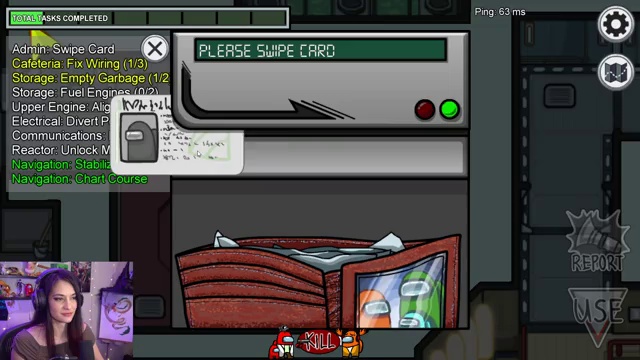 TOTAL TASKS COMPLETED
Ping: 63 ms
PLEASE SWIPE CARD
Admin: Swipe Card
Cafeteria: Fix Wiring (1/3)
Storage: Empty Garbage (1/2
Storage: Fuel Engines (0/2)
Upper Engine: Alig
Electrical: Divert P
Communications:
Reactor: Unlock M
Navigation: Stabiliz
Navigation: Chart Course
REPORT
USE
KILL